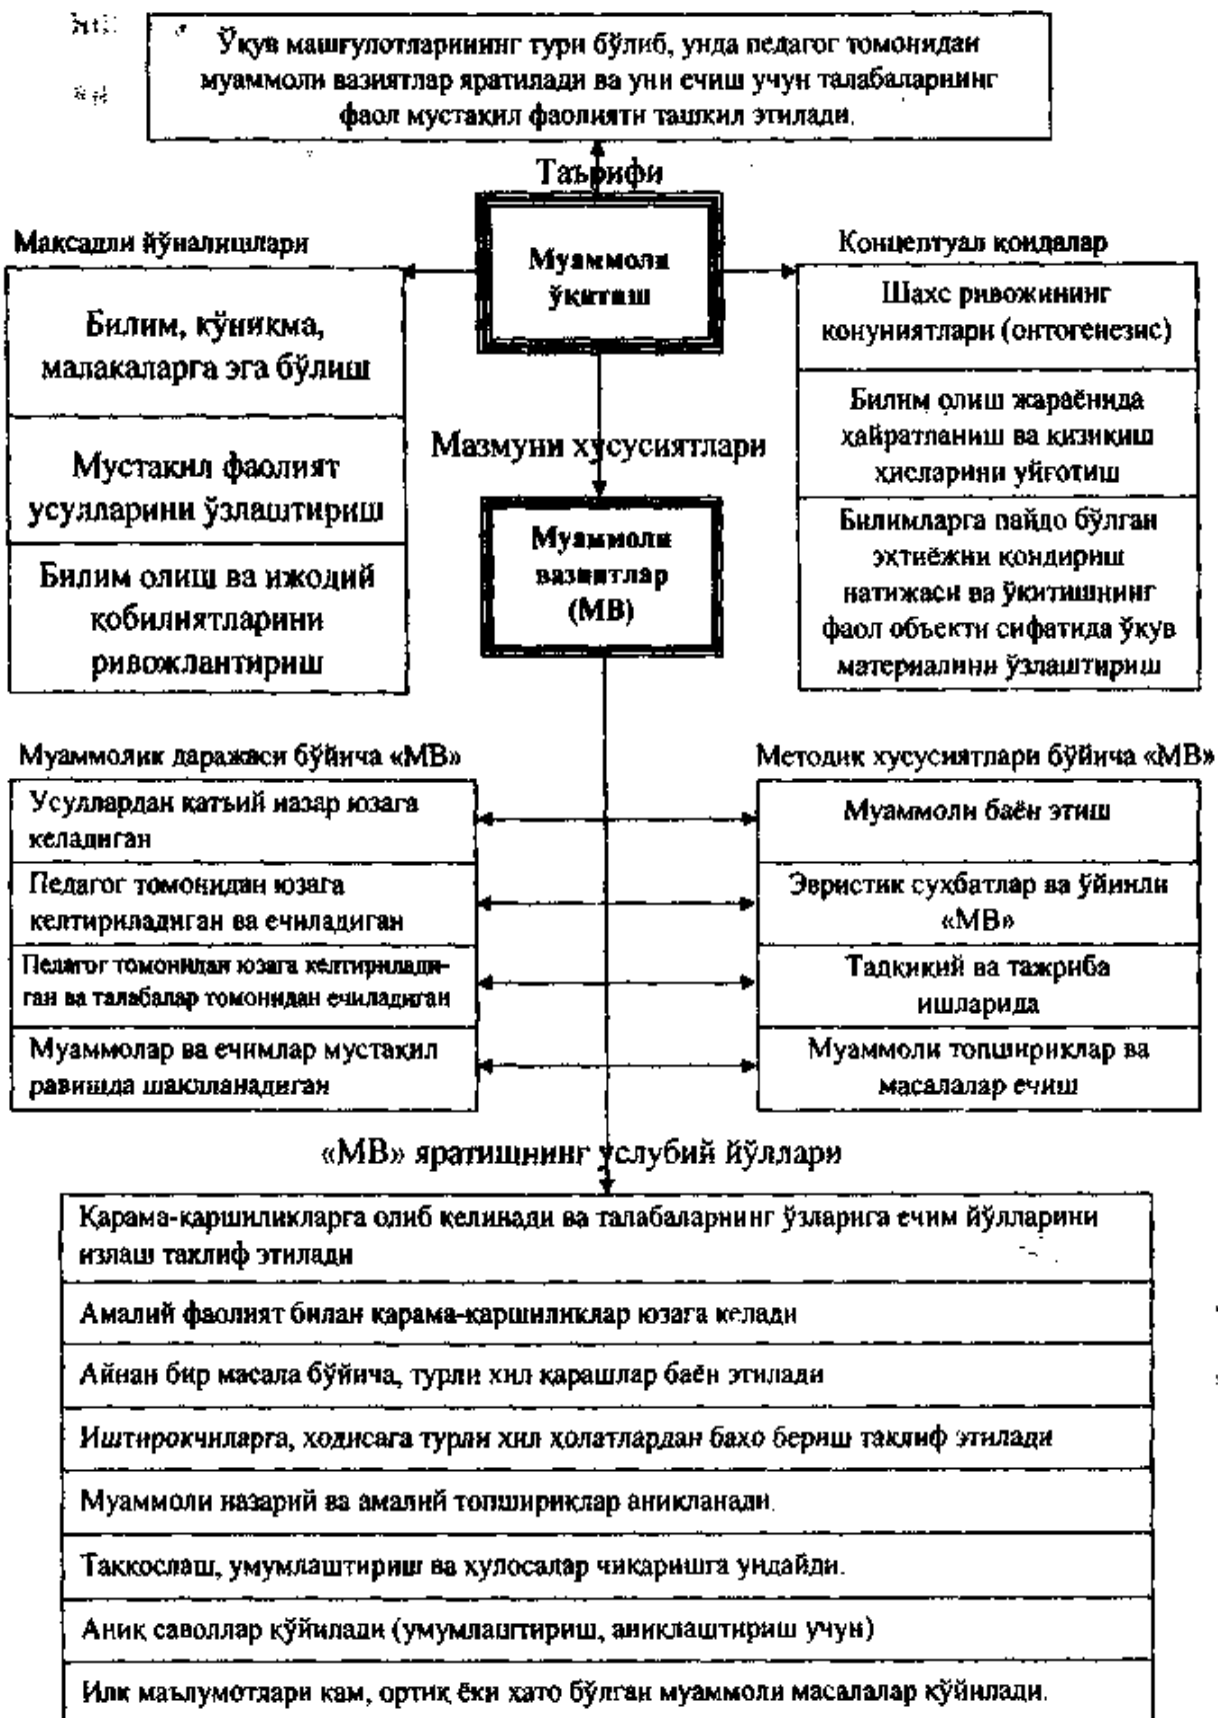 Ўқув машғулотларининг тури бўлиб, унда педагог томонидан
муаммоли вазиятлар яратилади ва уни ечиш учун талабаларнинг
фаол мустақил фаолияти ташкил этилади.
Таърифи
Мақсадли йўналишлари
Муаммоли
ўқитиш
Концептуал қоидалар
Билим, кўникма,
малакаларга эга бўлиш
Мустақил фаолият
усулларини ўзлаштириш
Билим олиш ва ижодий
қобилиятларини
ривожлантириш
Мазмуни хусусиятлари
Муаммоли
вазиятлар
(МВ)
Шахс ривожининг
қонуниятлари (онтогенезис)
Билим олиш жараёнида
ҳайратланиш ва қизиқиш
ҳисларини уйғотиш
Билимларга пайдо бўлган
эҳтиёжни қондириш
натижаси ва ўқитишнинг
фаол объекти сифатида ўқув
материалини ўзлаштириш
Муаммолик даражаси бўйича «МВ»
Усуллардан қатъий назар юзага
келадиган
Педагог томонидан юзага
келтириладиган ва ечиладиган
Педагог томонидан юзага келтирилади-
ган ва талабалар томонидан ечиладиган
Муаммолар ва ечимлар мустақил
равишда шаклланадиган
Методик хусусиятлари бўйича «МВ»
Муаммоли баён этиш
Эвристик суҳбатлар ва ўйинли
«МВ»
Тадқиқий ва тажриба
ишларида
Муаммоли топшириқлар ва
масалалар ечиш
«МВ» яратишнинг услубий йўллари
Қарама-қаршиликларга олиб келинади ва талабаларнинг ўзларига ечим йўлларини
излаш таклиф этилади
Амалий фаолият билан қарама-қаршиликлар юзага келади
Айнан бир масала бўйича, турли хил қарашлар баён этилади
Иштирокчиларга, ҳодисага турли хил ҳолатлардан баҳо бериш таклиф этилади
Муаммоли назарий ва амалий топшириқлар аниқланади.
Таққослаш, умумлаштириш ва хулосалар чиқаришга ундайди.
Аниқ саволлар қўйилади (умумлаштириш, аниқлаштириш учун)
Илк маълумотлари кам, ортиқ ёки хато бўлган муаммоли масалалар қўйилади.